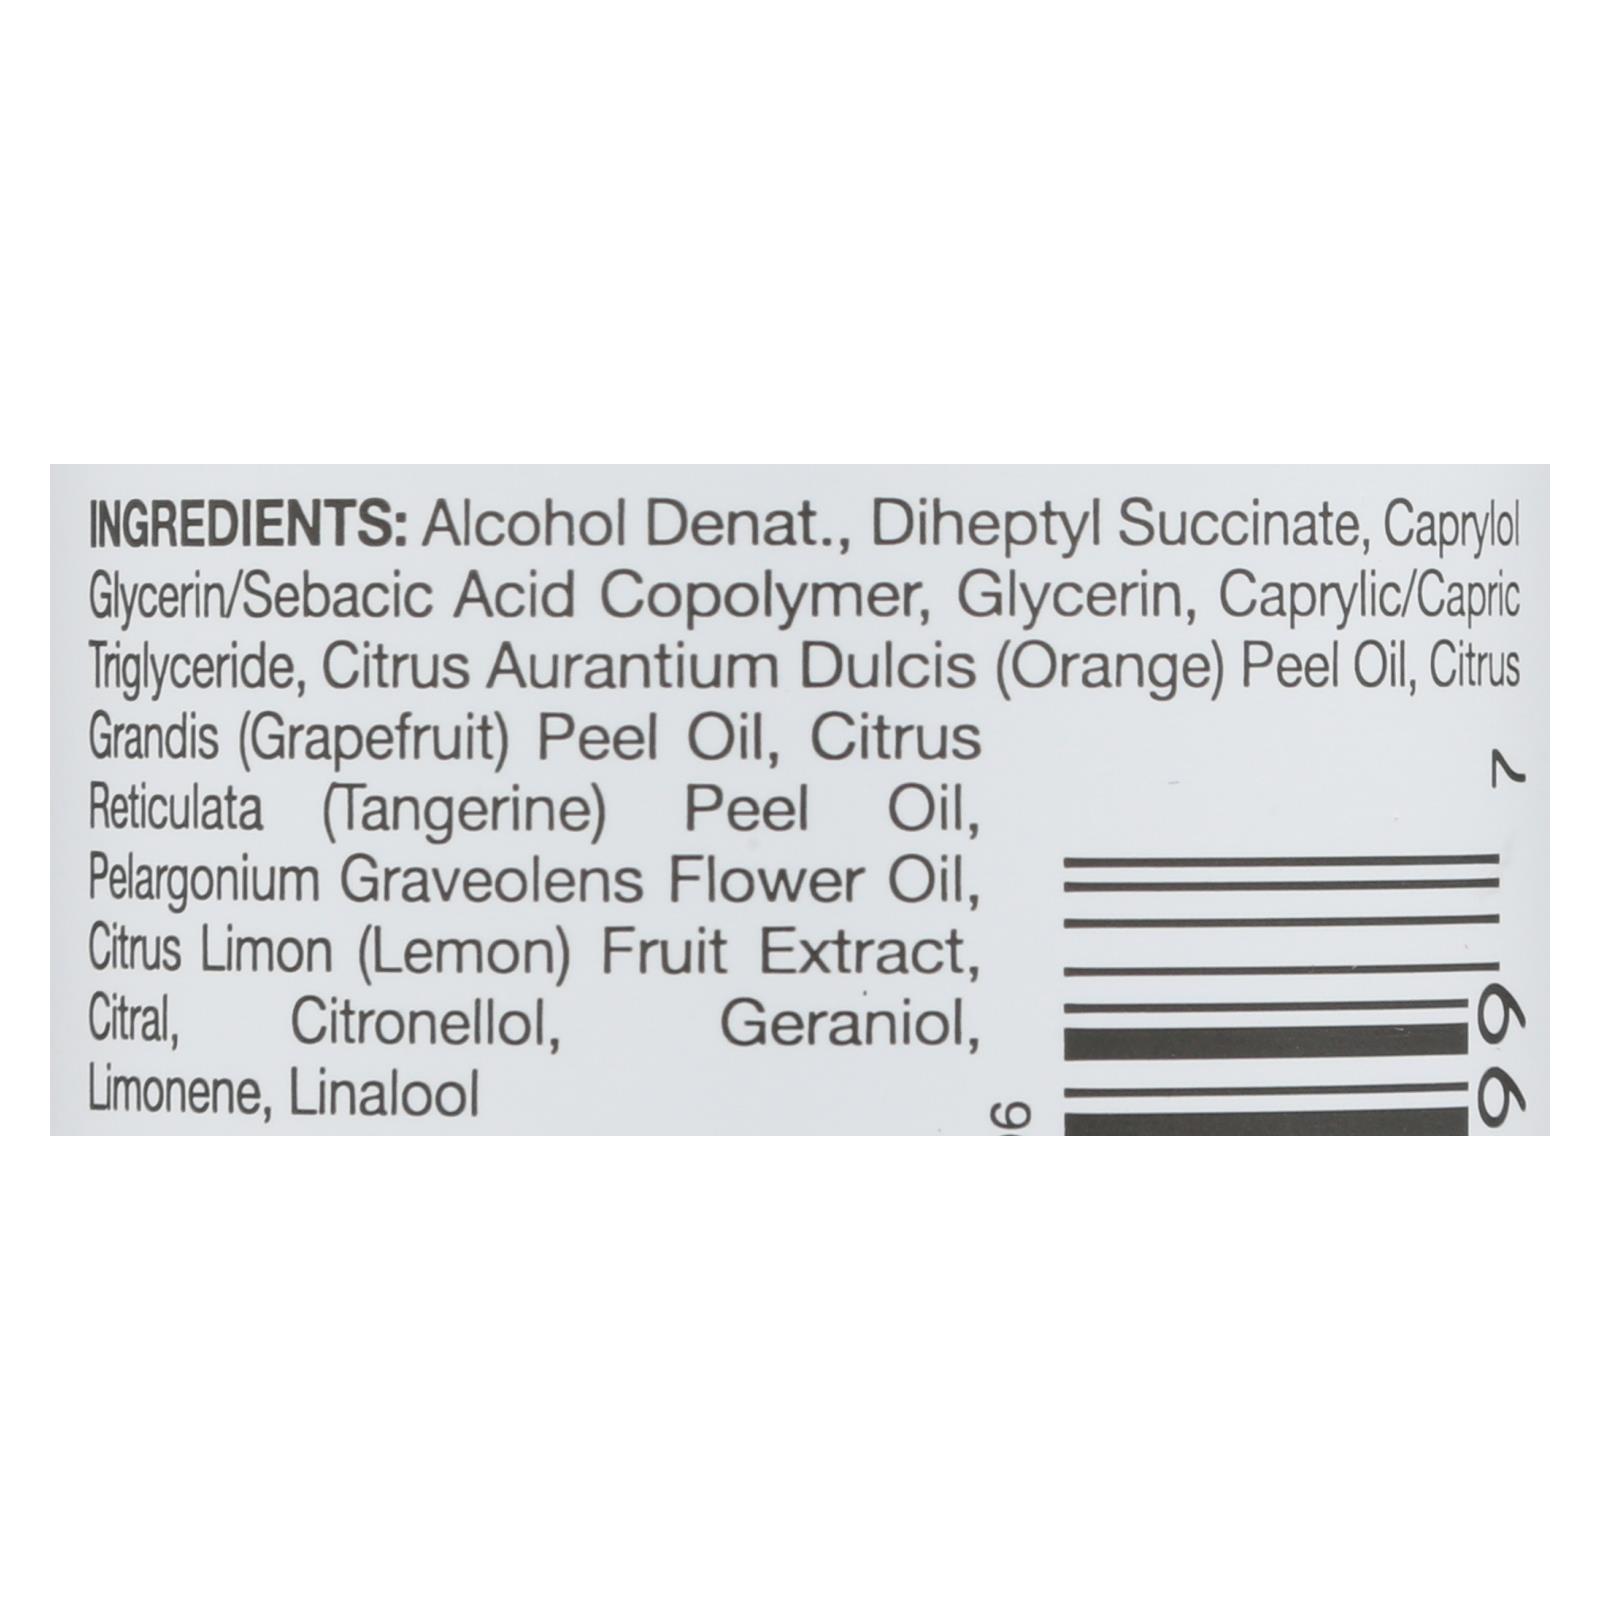 INGREDIENTS: Alcohol Denat., Diheptyl Succinate, Caprylol
Glycerin/Sebacic Acid Copolymer, Glycerin, Caprylic/Capric
Triglyceride, Citrus Aurantium Dulcis (Orange) Peel Oil, Citrus
Grandis (Grapefruit) Peel Oil, Citrus
Reticulata (Tangerine) Peel Oil,
Pelargonium Graveolens Flower Oil,
Citrus Limon (Lemon) Fruit Extract,
Citral, Citronellol, Geraniol,
Limonene, Linalool
7
66